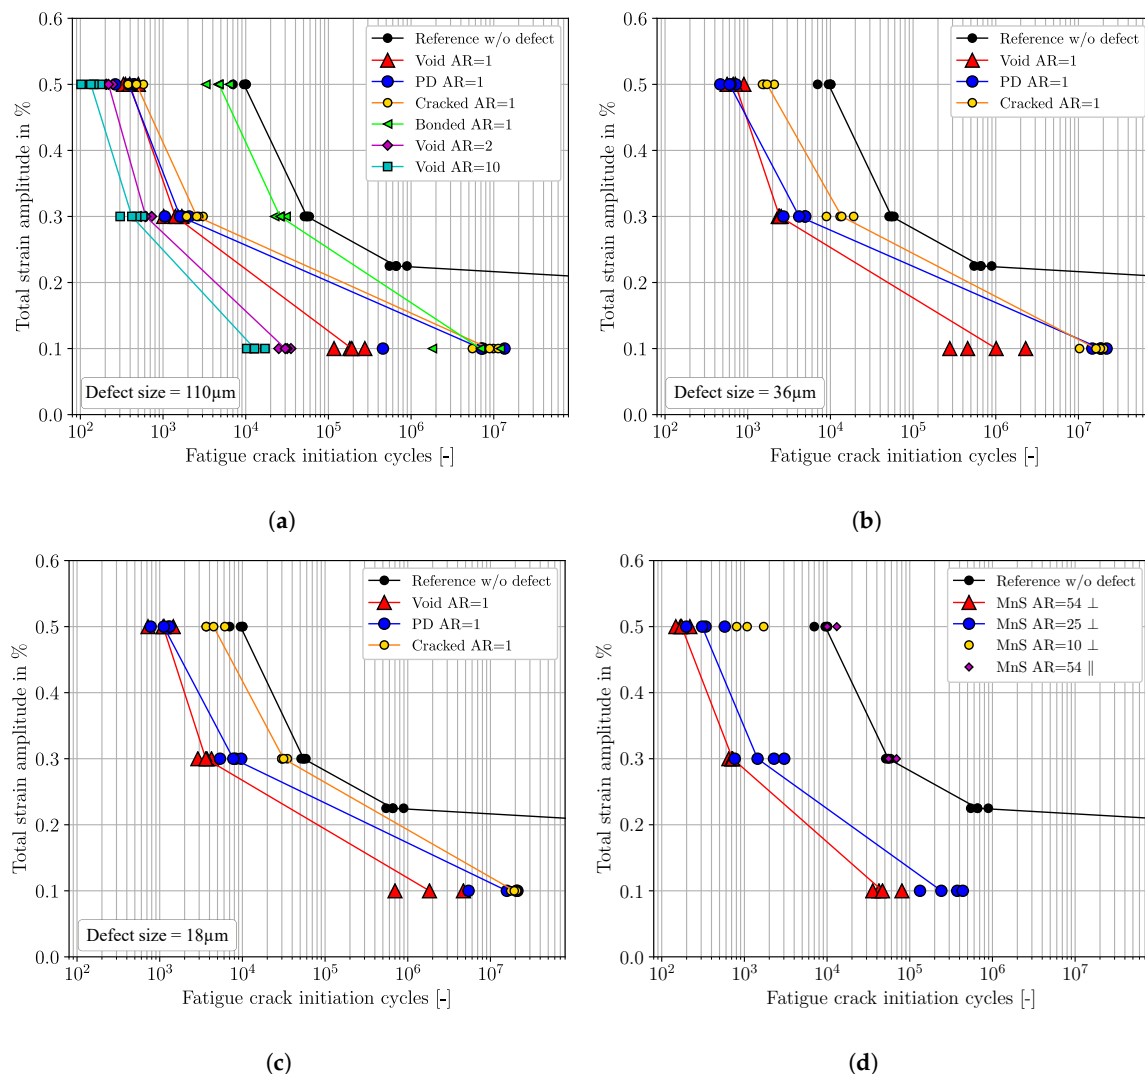 0.6
0.5
0.4
0.3
0.2
0.1
0.0
Total strain amplitude in %
Reference w/o defect
Void AR=1
PD AR=1
Cracked AR=1
Bonded AR=1
Void AR=2
Void AR=10
Defect size = 110µm
10² 10³ 10⁴ 10⁵ 10⁶ 10⁷
Fatigue crack initiation cycles [-]
(a)
0.6
0.5
0.4
0.3
0.2
0.1
0.0
Total strain amplitude in %
Reference w/o defect
Void AR=1
PD AR=1
Cracked AR=1
Defect size = 36µm
10² 10³ 10⁴ 10⁵ 10⁶ 10⁷
Fatigue crack initiation cycles [-]
(b)
0.6
0.5
0.4
0.3
0.2
0.1
0.0
Total strain amplitude in %
Reference w/o defect
Void AR=1
PD AR=1
Cracked AR=1
Defect size = 18µm
10² 10³ 10⁴ 10⁵ 10⁶ 10⁷
Fatigue crack initiation cycles [-]
(c)
0.6
0.5
0.4
0.3
0.2
0.1
0.0
Total strain amplitude in %
Reference w/o defect
MnS AR=54 ⊥
MnS AR=25 ⊥
MnS AR=10 ⊥
MnS AR=54 ∥
10² 10³ 10⁴ 10⁵ 10⁶ 10⁷
Fatigue crack initiation cycles [-]
(d)